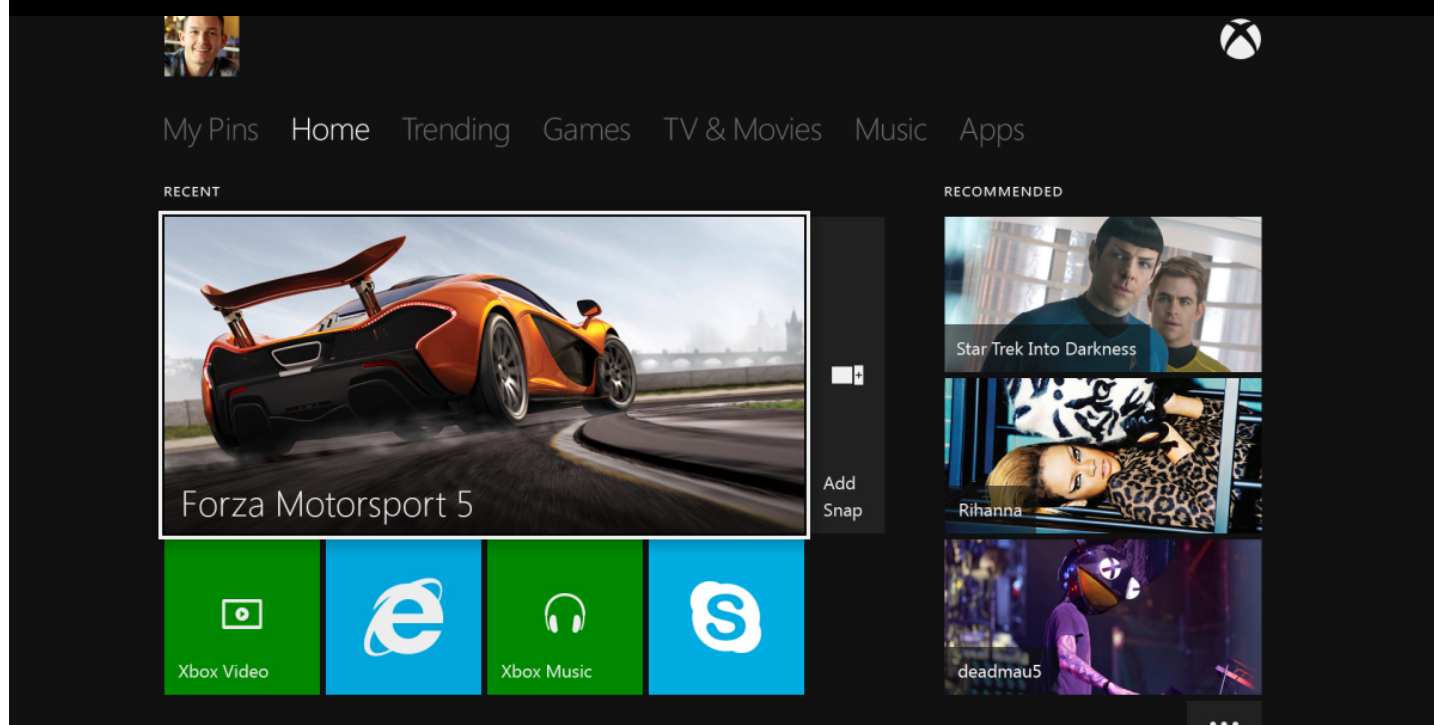 My Pins Home Trending Games TV & Movies Music Apps
RECENT
Forza Motorsport 5
Add
Snap
Xbox Video
Xbox Music
RECOMMENDED
Star Trek Into Darkness
Rihanna
deadmau5